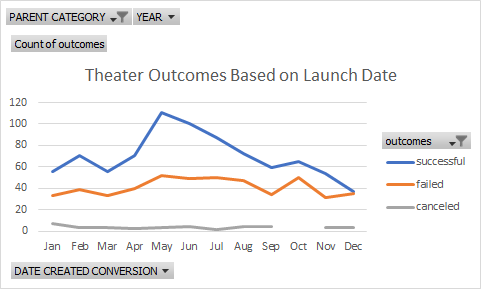 PARENT CATEGORY YEAR
Count of outcomes
Theater Outcomes Based on Launch Date
120
100
80
60
40
20
0
Jan Feb Mar Apr May Jun Jul Aug Sep Oct Nov Dec
outcomes
successful
failed
canceled
DATE CREATED CONVERSION